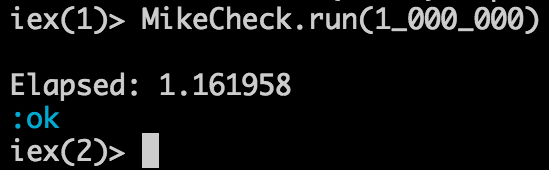 iex(1)> MikeCheck.run(1_000_000)
Elapsed: 1.161958
:ok
iex(2)>